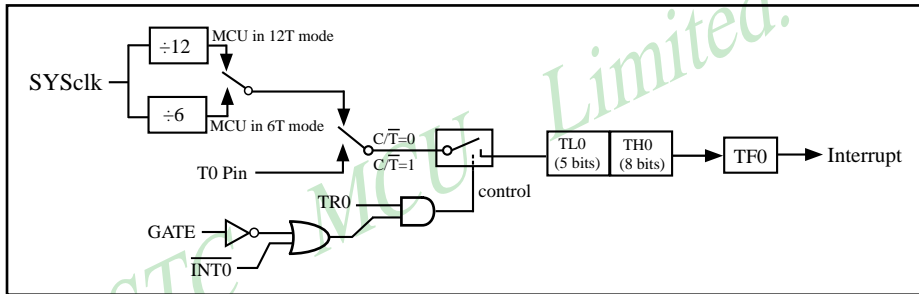 ÷12
MCU in 12T mode
SYSclk
÷6
MCU in 6T mode
C/T̅=0
C/T̅=1
T0 Pin
TL0
(5 bits)
TH0
(8 bits)
TF0
Interrupt
control
TR0
GATE
I̅N̅T̅0̅
STC MCU Limited.